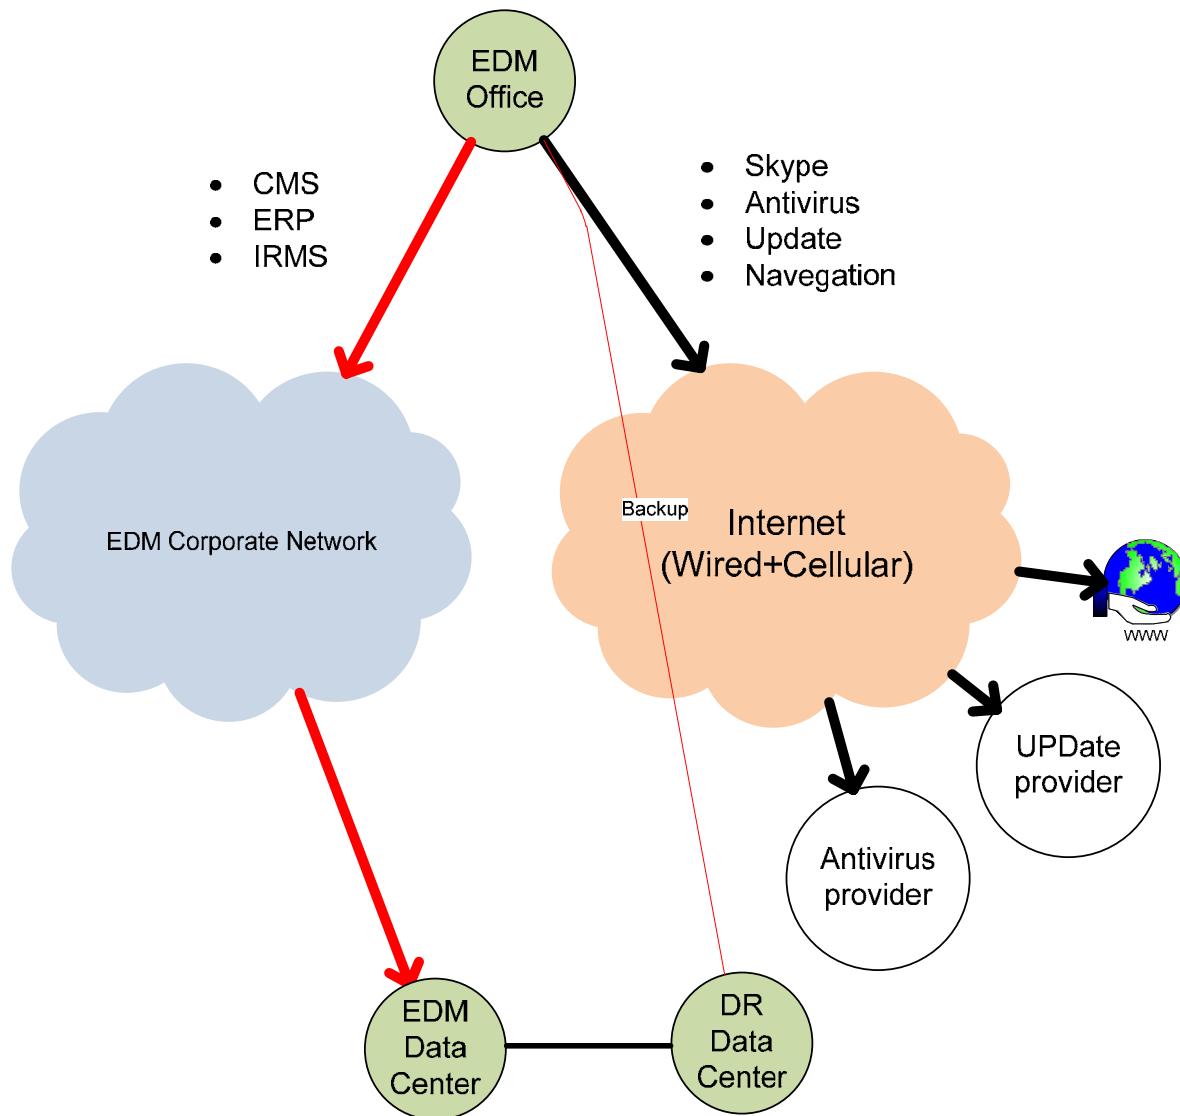 EDM
Office
• CMS
• ERP
• IRMS
• Skype
• Antivirus
• Update
• Navegation
EDM Corporate Network
Backup
Internet
(Wired+Cellular)
WWW
UPDate
provider
Antivirus
provider
EDM
Data
Center
DR
Data
Center